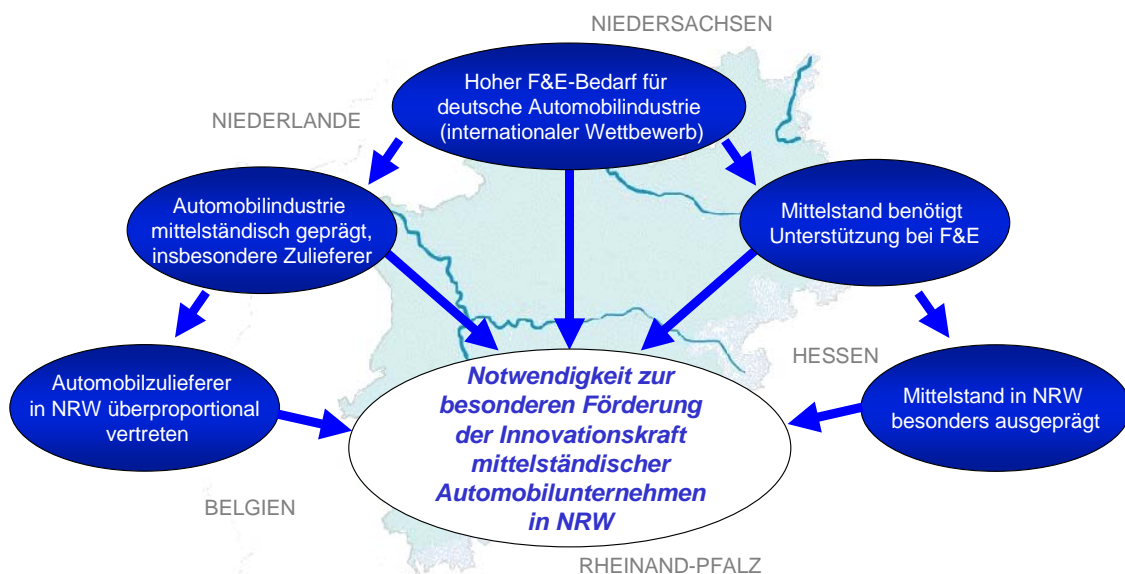 NIEDERSACHSEN
Hoher F&E-Bedarf für
deutsche Automobilindustrie
(internationaler Wettbewerb)
NIEDERLANDE
Automobilindustrie
mittelständisch geprägt,
insbesondere Zulieferer
Mittelstand benötigt
Unterstützung bei F&E
HESSEN
Automobilzulieferer
in NRW überproportional
vertreten
Notwendigkeit zur
besonderen Förderung
der Innovationskraft
mittelständischer
Automobilunternehmen
in NRW
Mittelstand in NRW
besonders ausgeprägt
BELGIEN
RHEINAND-PFALZ